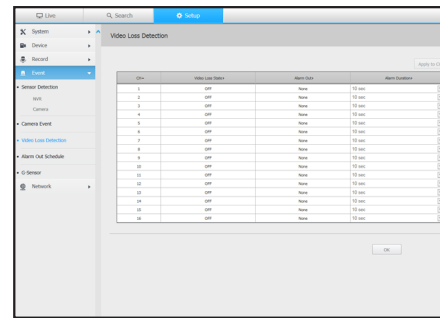 Live
Search
Setup
System
Device
Record
Event
Sensor Detection
NVR
Camera
Camera Event
Video Loss Detection
Alarm Out Schedule
G-Sensor
Network
Video Loss Detection
Apply to
CH Video Loss State Alarm Out Alarm Duration
1 OFF None 10 sec
2 OFF None 10 sec
3 OFF None 10 sec
4 OFF None 10 sec
5 OFF None 10 sec
6 OFF None 10 sec
7 OFF None 10 sec
8 OFF None 10 sec
9 OFF None 10 sec
10 OFF None 10 sec
11 OFF None 10 sec
12 OFF None 10 sec
13 OFF None 10 sec
14 OFF None 10 sec
15 OFF None 10 sec
16 OFF None 10 sec
OK